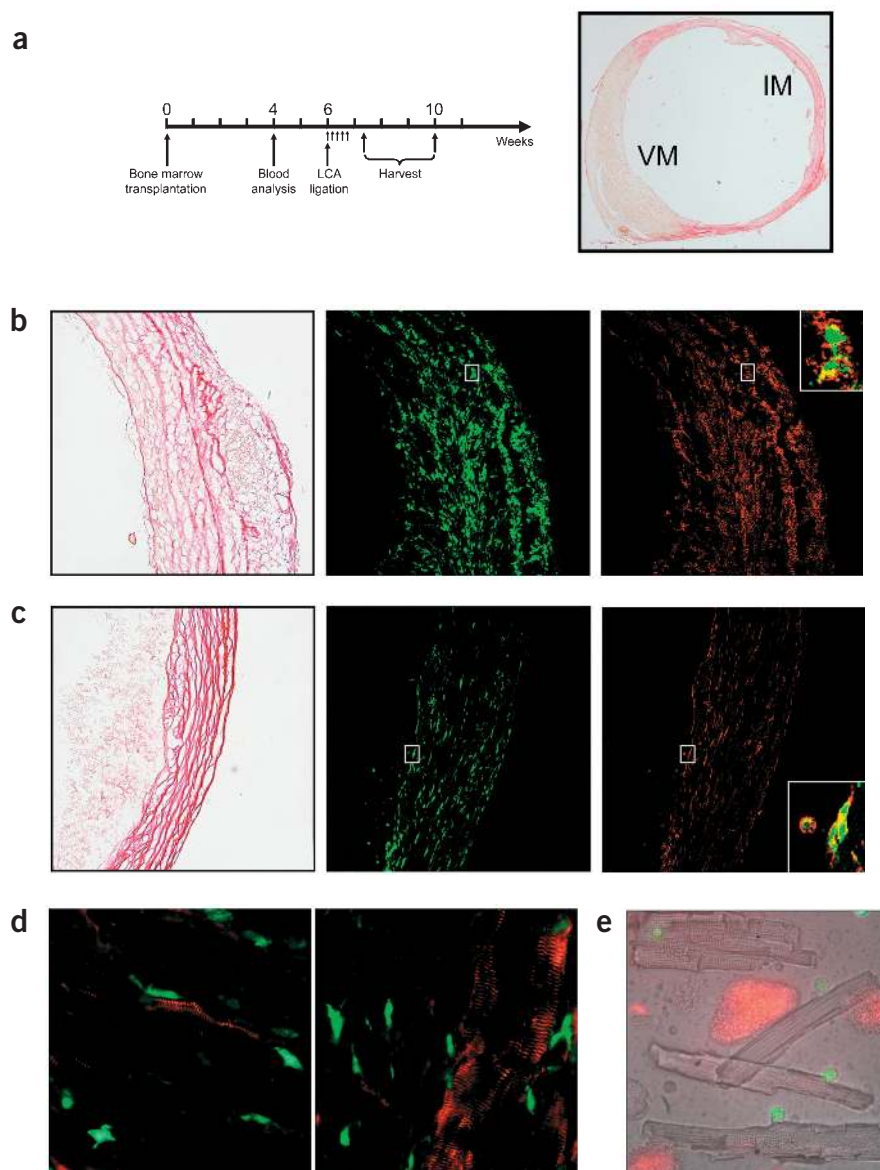 a
0 4 6 10
Weeks
Bone marrow Blood LCA Harvest
transplantation analysis ligation
IM
VM
b
c
d
e